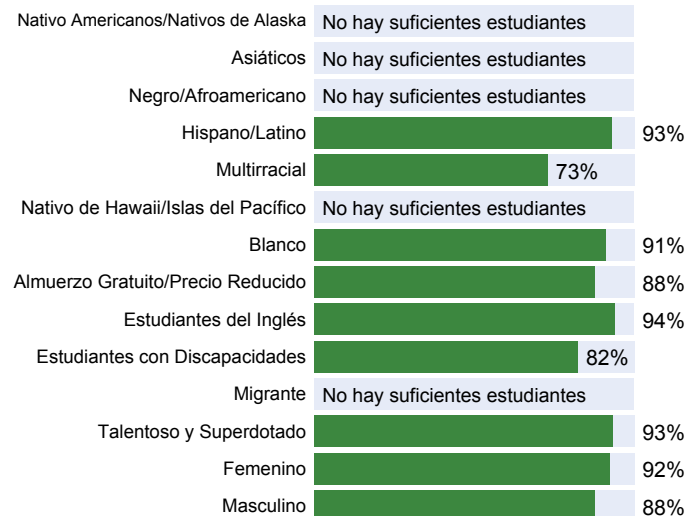 Nativo Americanos/Nativos de Alaska No hay suficientes estudiantes
Asiáticos No hay suficientes estudiantes
Negro/Afroamericano No hay suficientes estudiantes
Hispano/Latino 93%
Multirracial 73%
Nativo de Hawaii/Islas del Pacífico No hay suficientes estudiantes
Blanco 91%
Almuerzo Gratuito/Precio Reducido 88%
Estudiantes del Inglés 94%
Estudiantes con Discapacidades 82%
Migrante No hay suficientes estudiantes
Talentoso y Superdotado 93%
Femenino 92%
Masculino 88%